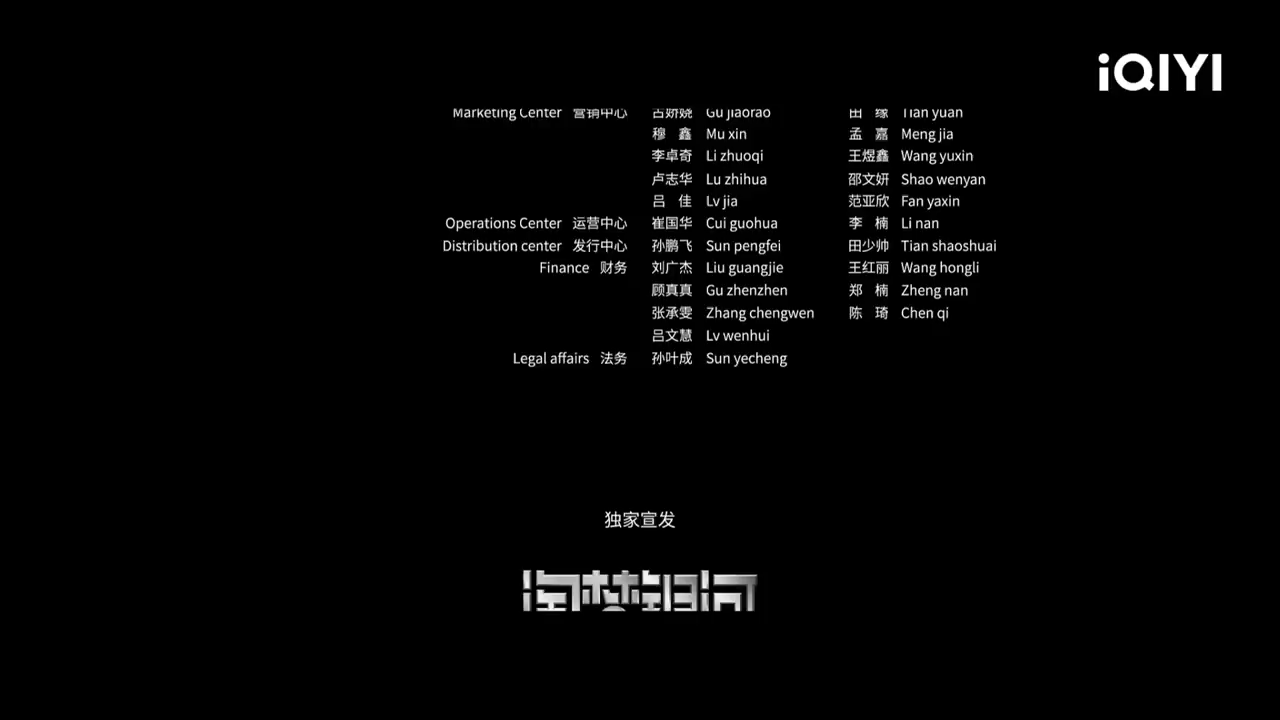 iQIYI
Marketing Center 营销中心 古娇娆 Gu jiaorao 田 缘 Tian yuan
穆 鑫 Mu xin 孟 嘉 Meng jia
李卓奇 Li zhuoqi 王煜鑫 Wang yuxin
卢志华 Lu zhihua 邵文妍 Shao wenyan
吕 佳 Lv jia 范亚欣 Fan yaxin
Operations Center 运营中心 崔国华 Cui guohua 李 楠 Li nan
Distribution center 发行中心 孙鹏飞 Sun pengfei 田少帅 Tian shaoshuai
Finance 财务 刘广杰 Liu guangjie 王红丽 Wang hongli
顾真真 Gu zhenzhen 郑 楠 Zheng nan
张承雯 Zhang chengwen 陈 琦 Chen qi
吕文慧 Lv wenhui
Legal affairs 法务 孙叶成 Sun yecheng
独家宣发